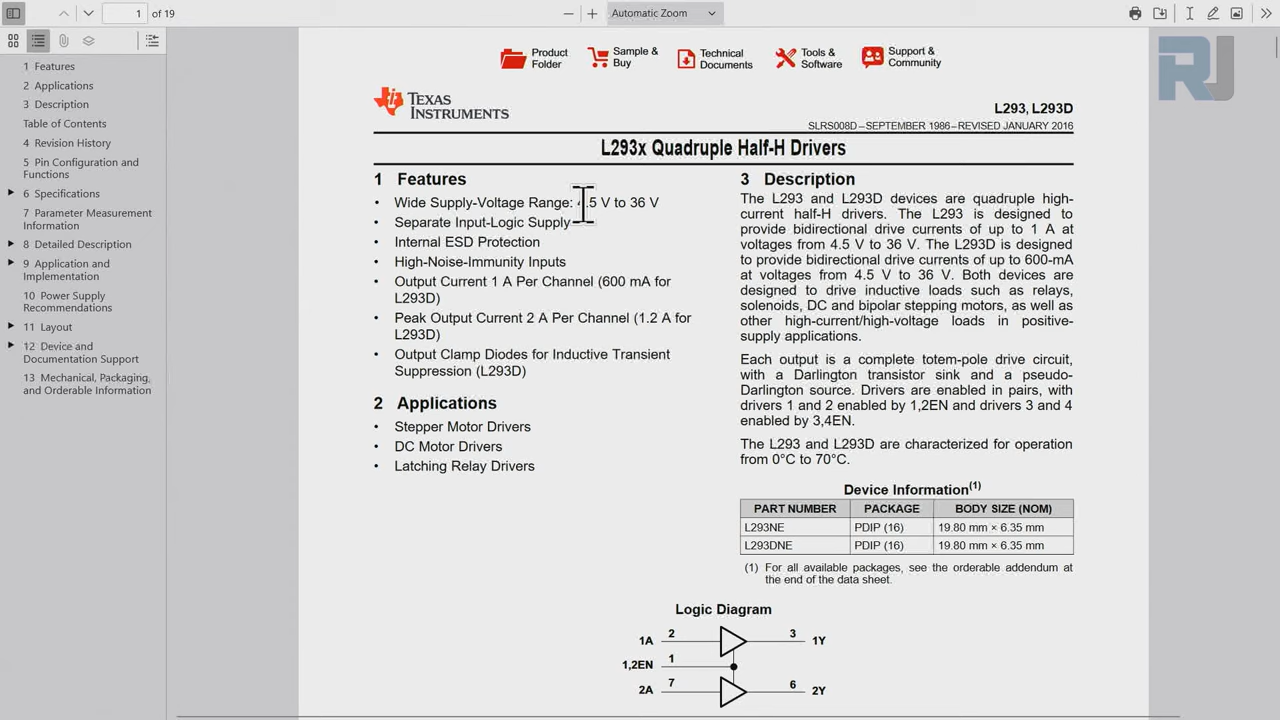 1
of 19
Automatic Zoom
1 Features
2 Applications
3 Description
Table of Contents
4 Revision History
5 Pin Configuration and
Functions
6 Specifications
7 Parameter Measurement
Information
8 Detailed Description
9 Application and
Implementation
10 Power Supply
Recommendations
11 Layout
12 Device and
Documentation Support
13 Mechanical, Packaging,
and Orderable Information
Product
Folder
Sample &
Buy
Technical
Documents
Tools &
Software
Support &
Community
RJ
TEXAS
INSTRUMENTS
L293, L293D
SLRS008D–SEPTEMBER 1986–REVISED JANUARY 2016
L293x Quadruple Half-H Drivers
1 Features
• Wide Supply-Voltage Range: 4.5 V to 36 V
• Separate Input-Logic Supply
• Internal ESD Protection
• High-Noise-Immunity Inputs
• Output Current 1 A Per Channel (600 mA for
L293D)
• Peak Output Current 2 A Per Channel (1.2 A for
L293D)
• Output Clamp Diodes for Inductive Transient
Suppression (L293D)
2 Applications
• Stepper Motor Drivers
• DC Motor Drivers
• Latching Relay Drivers
3 Description
The L293 and L293D devices are quadruple high-
current half-H drivers. The L293 is designed to
provide bidirectional drive currents of up to 1 A at
voltages from 4.5 V to 36 V. The L293D is designed
to provide bidirectional drive currents of up to 600-mA
at voltages from 4.5 V to 36 V. Both devices are
designed to drive inductive loads such as relays,
solenoids, DC and bipolar stepping motors, as well as
other high-current/high-voltage loads in positive-
supply applications.
Each output is a complete totem-pole drive circuit,
with a Darlington transistor sink and a pseudo-
Darlington source. Drivers are enabled in pairs, with
drivers 1 and 2 enabled by 1,2EN and drivers 3 and 4
enabled by 3,4EN.
The L293 and L293D are characterized for operation
from 0°C to 70°C.
Device Information(1)
PART NUMBER PACKAGE BODY SIZE (NOM)
L293NE PDIP (16) 19.80 mm × 6.35 mm
L293DNE PDIP (16) 19.80 mm × 6.35 mm
(1) For all available packages, see the orderable addendum at
the end of the data sheet.
Logic Diagram
1A 2 3 1Y
1,2EN 1
2A 7 6 2Y